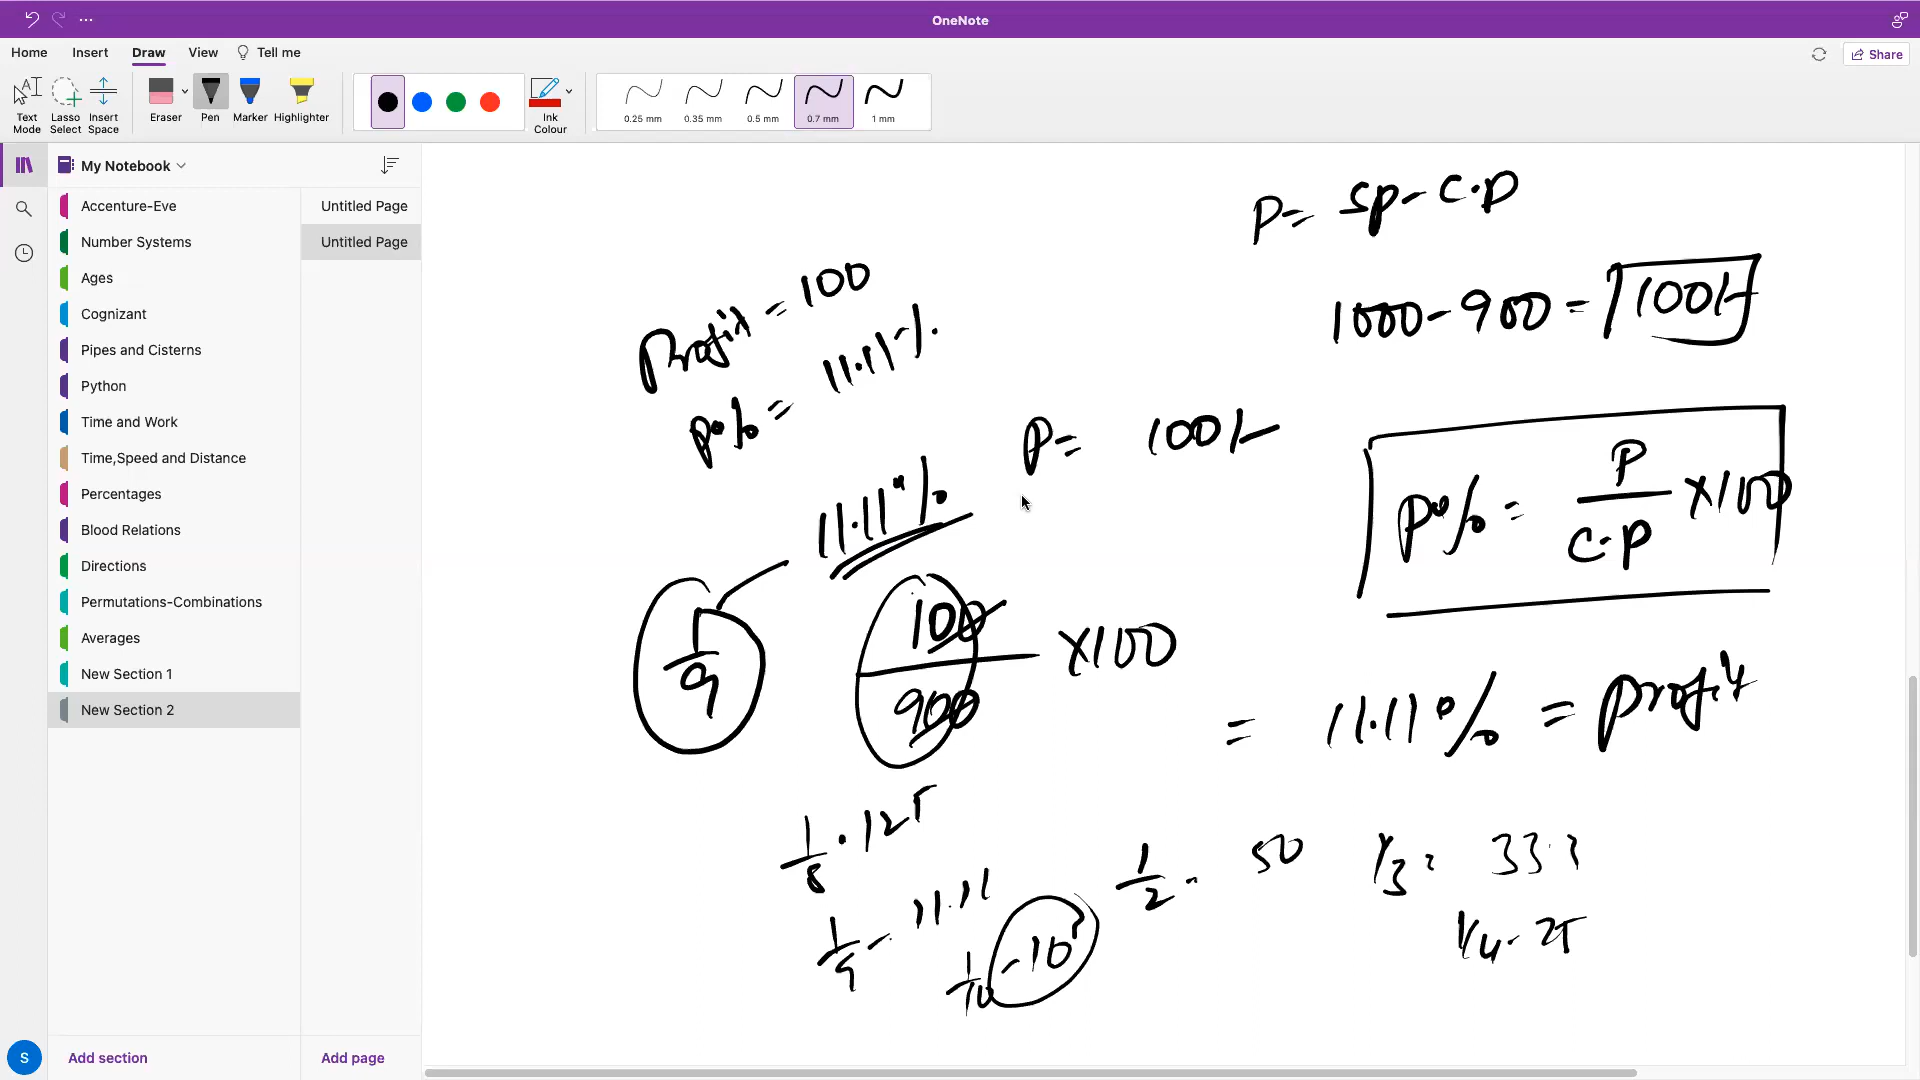 OneNote
Home Insert Draw View Tell me
Share
Text Mode
Lasso Select
Insert Space
Eraser
Pen
Marker
Highlighter
Ink Colour
0.25 mm
0.35 mm
0.5 mm
0.7 mm
1 mm
My Notebook
Accenture-Eve
Number Systems
Ages
Cognizant
Pipes and Cisterns
Python
Time and Work
Time,Speed and Distance
Percentages
Blood Relations
Directions
Permutations-Combinations
Averages
New Section 1
New Section 2
Add section
S
Untitled Page
Untitled Page
Add page
P = SP - C.P
1000 - 900 = 100/-
Profit = 100
P% = 11.11%
P = 100/-
P% = P/C.P × 100
11.11%
1/9
100/900 × 100
= 11.11% = Profit
1/8 . 125
1/9 - 11.11
1/10 - 10
1/2 - 50
1/3 = 33.3
1/4 - 25